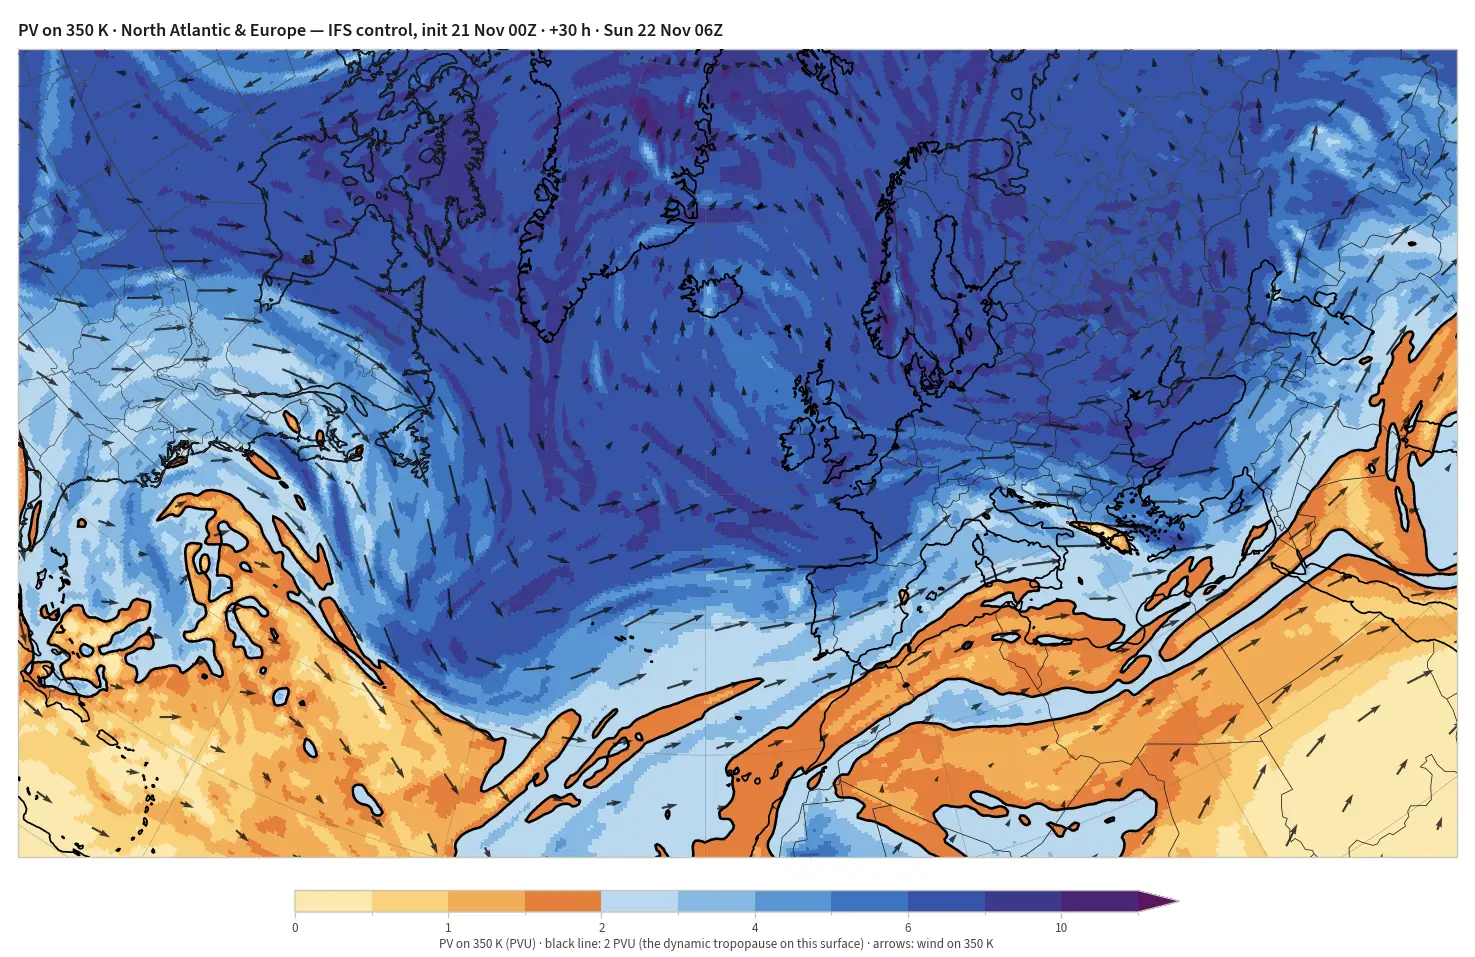 PV on 350 K · North Atlantic & Europe — IFS control, init 21 Nov 00Z · +30 h · Sun 22 Nov 06Z
0 1 2 4 6 10
PV on 350 K (PVU) · black line: 2 PVU (the dynamic tropopause on this surface) · arrows: wind on 350 K